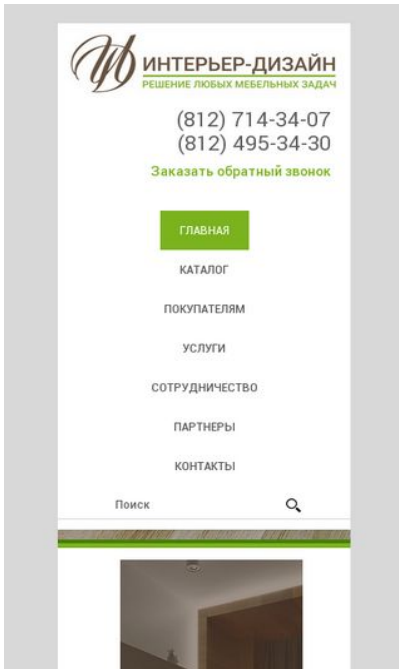 ИНТЕРЬЕР-ДИЗАЙН
РЕШЕНИЕ ЛЮБЫХ МЕБЕЛЬНЫХ ЗАДАЧ
(812) 714-34-07
(812) 495-34-30
Заказать обратный звонок
ГЛАВНАЯ
КАТАЛОГ
ПОКУПАТЕЛЯМ
УСЛУГИ
СОТРУДНИЧЕСТВО
ПАРТНЕРЫ
КОНТАКТЫ
Поиск